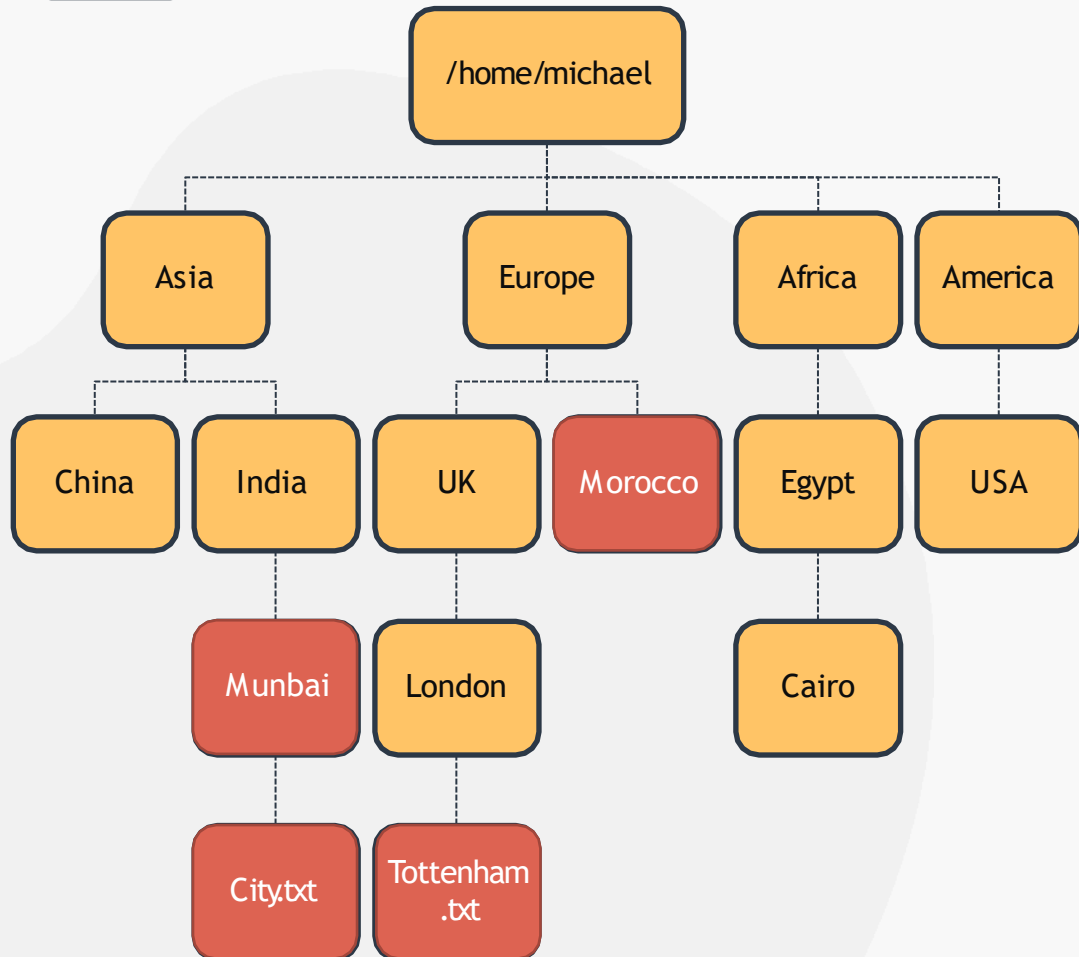 /home/michael
Asia
Europe
Africa
America
China
India
UK
Morocco
Egypt
USA
Munbai
London
Cairo
City.txt
Tottenham
.txt